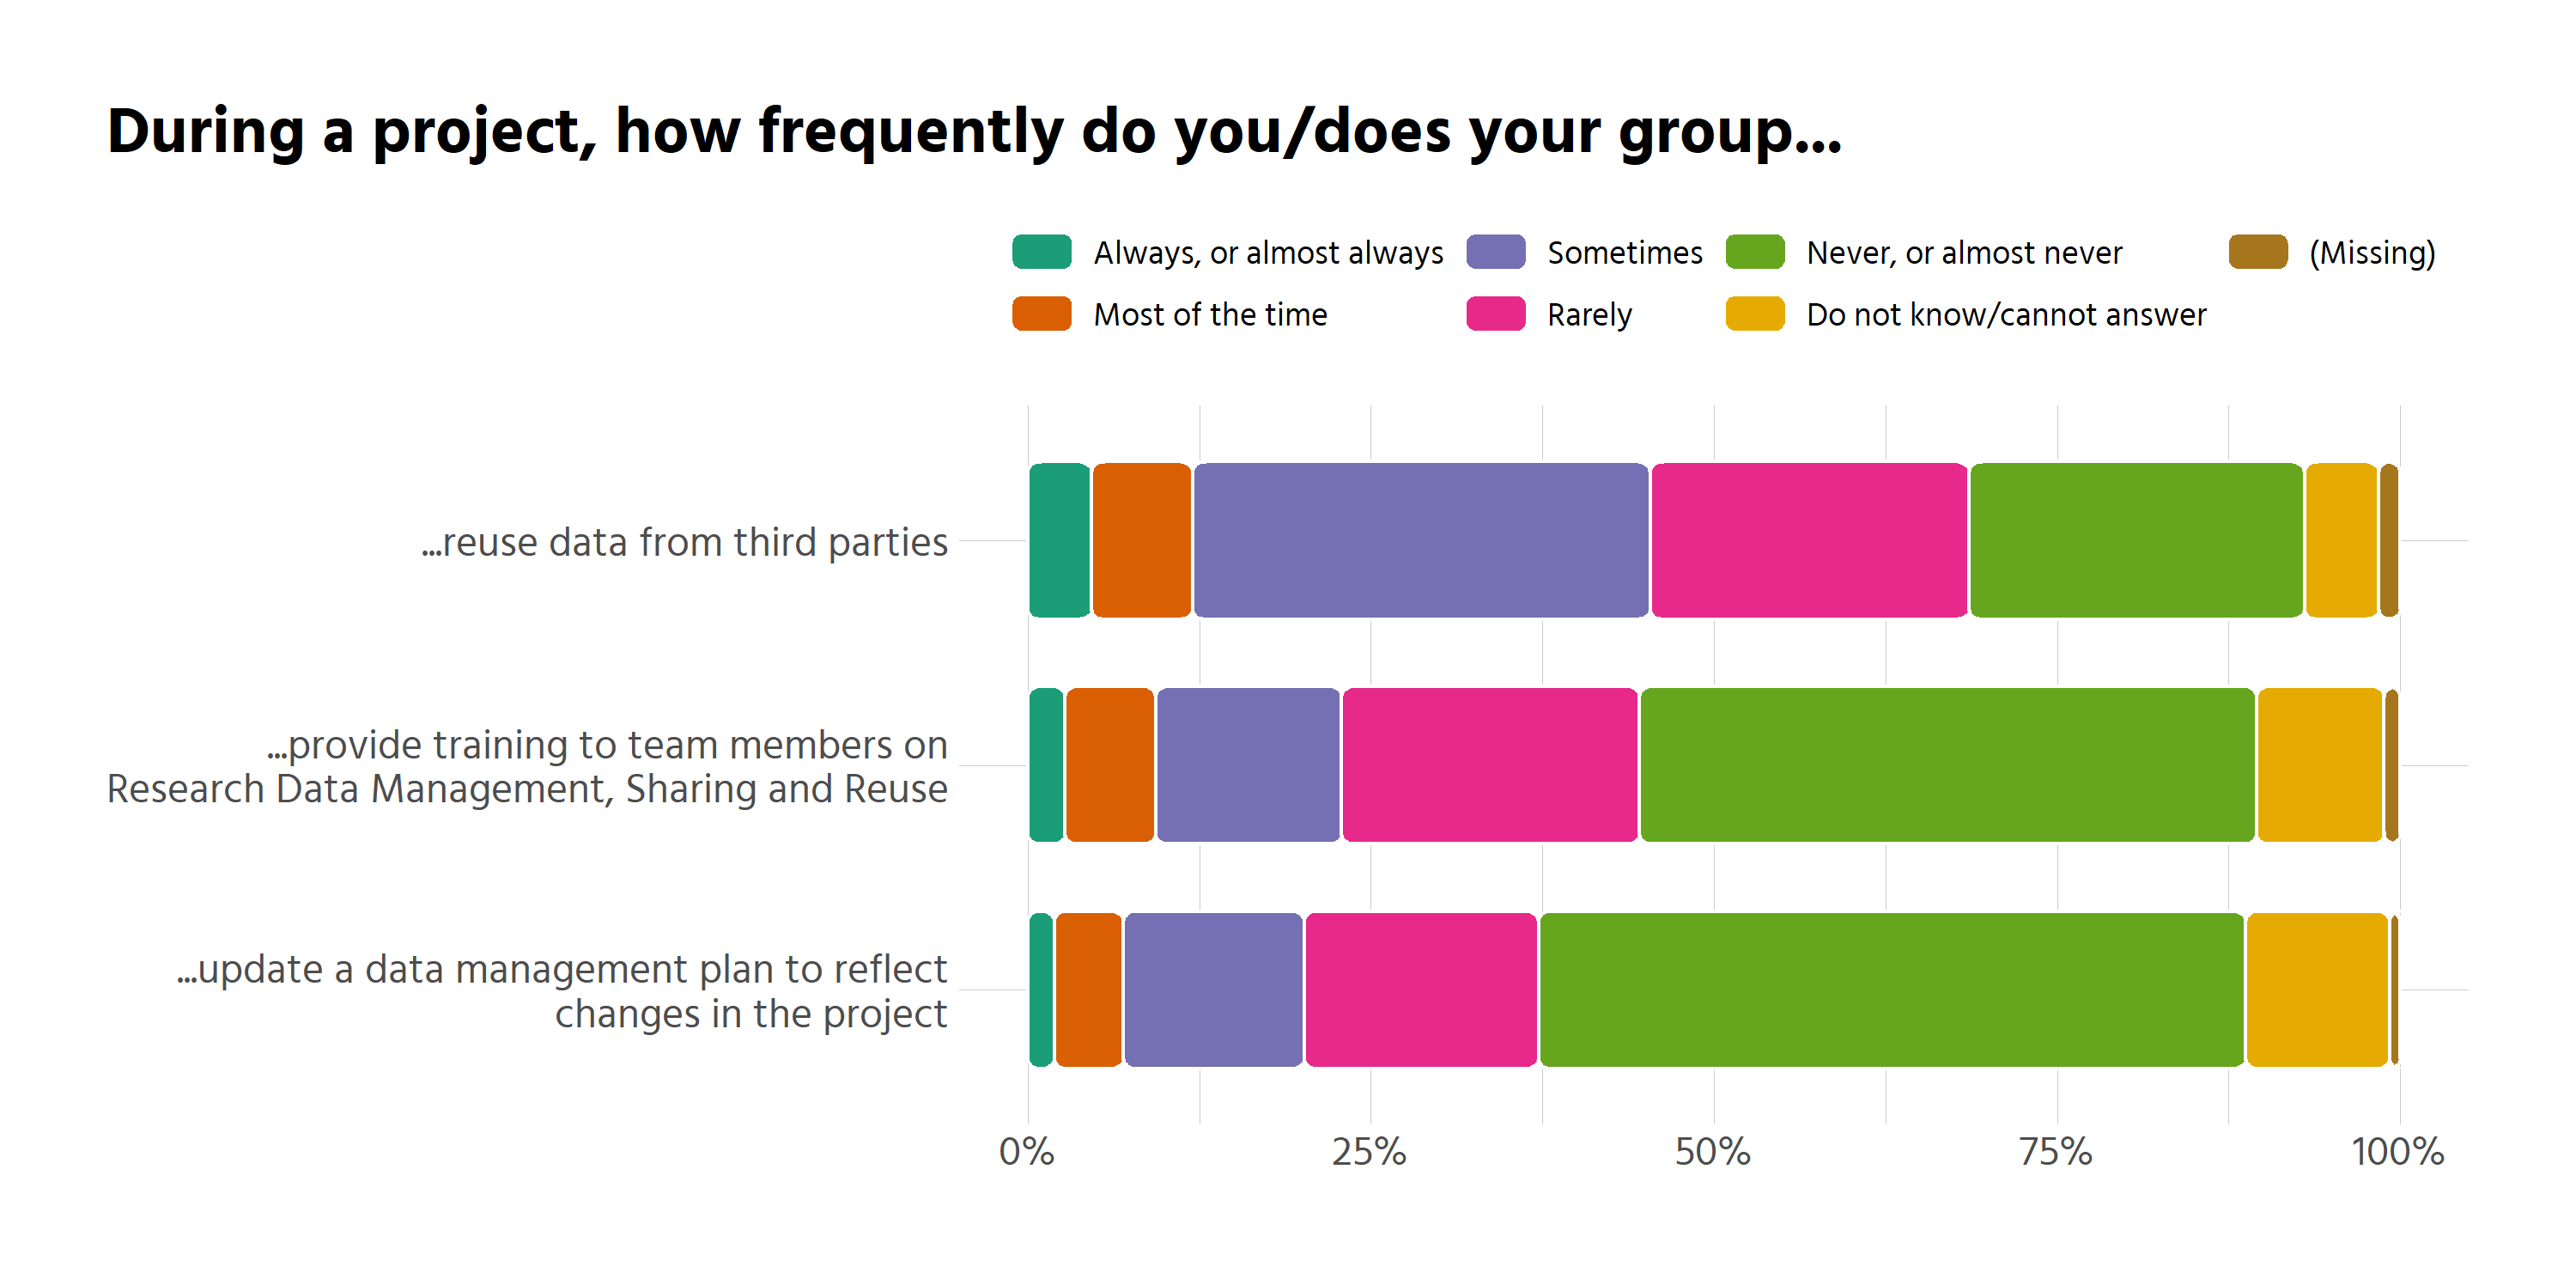 During a project, how frequently do you/does your group...
Always, or almost always
Sometimes
Never, or almost never
(Missing)
Most of the time
Rarely
Do not know/cannot answer
...reuse data from third parties
...provide training to team members on
Research Data Management, Sharing and Reuse
...update a data management plan to reflect
changes in the project
0%
25%
50%
75%
100%